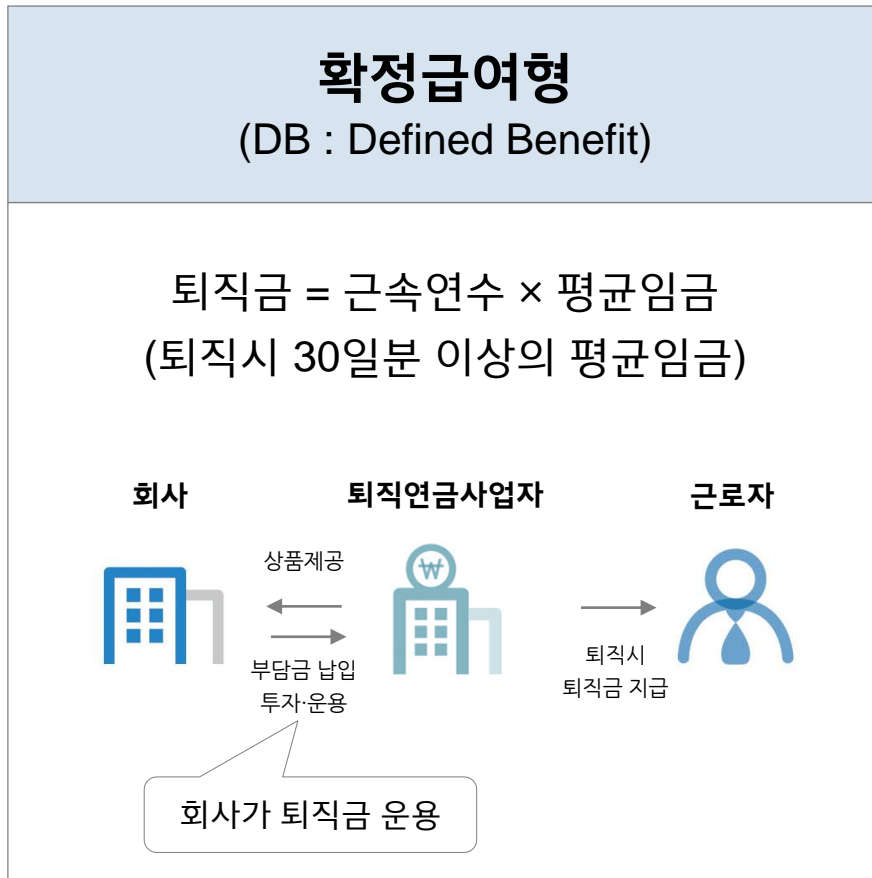 확정급여형
(DB : Defined Benefit)
퇴직금 = 근속연수 × 평균임금
(퇴직시 30일분 이상의 평균임금)
회사
퇴직연금사업자
근로자
상품제공
₩
부담금 납입
투자·운용
퇴직시
퇴직금 지급
회사가 퇴직금 운용